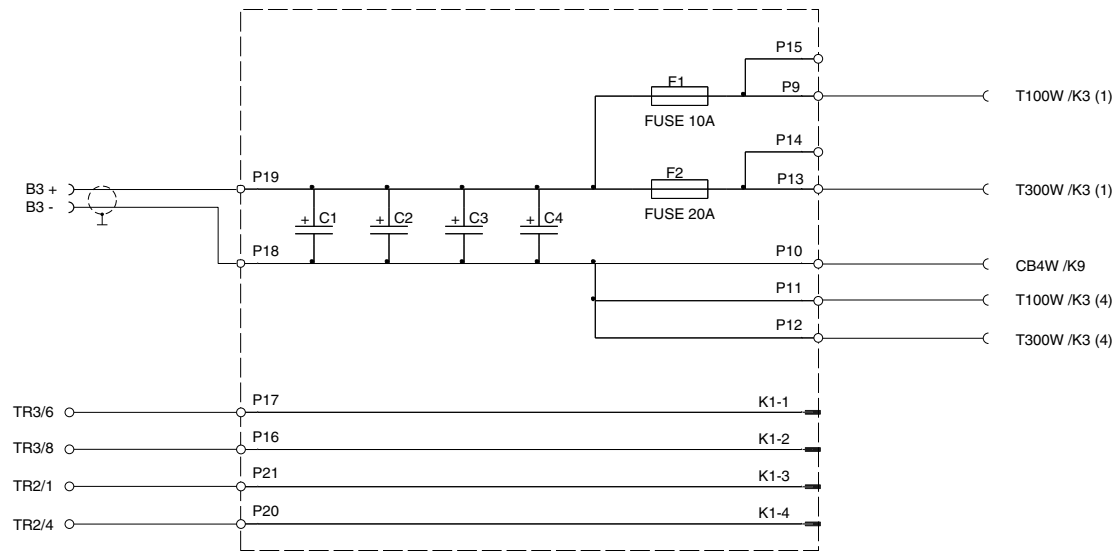 P15
F1
P9
T100W /K3 (1)
FUSE 10A
P14
P19
F2
P13
B3 +
T300W /K3 (1)
B3 -
FUSE 20A
+ C1
+ C2
+ C3
+ C4
P18
P10
CB4W /K9
P11
T100W /K3 (4)
P12
T300W /K3 (4)
P17
K1-1
TR3/6
P16
K1-2
TR3/8
P21
K1-3
TR2/1
P20
K1-4
TR2/4